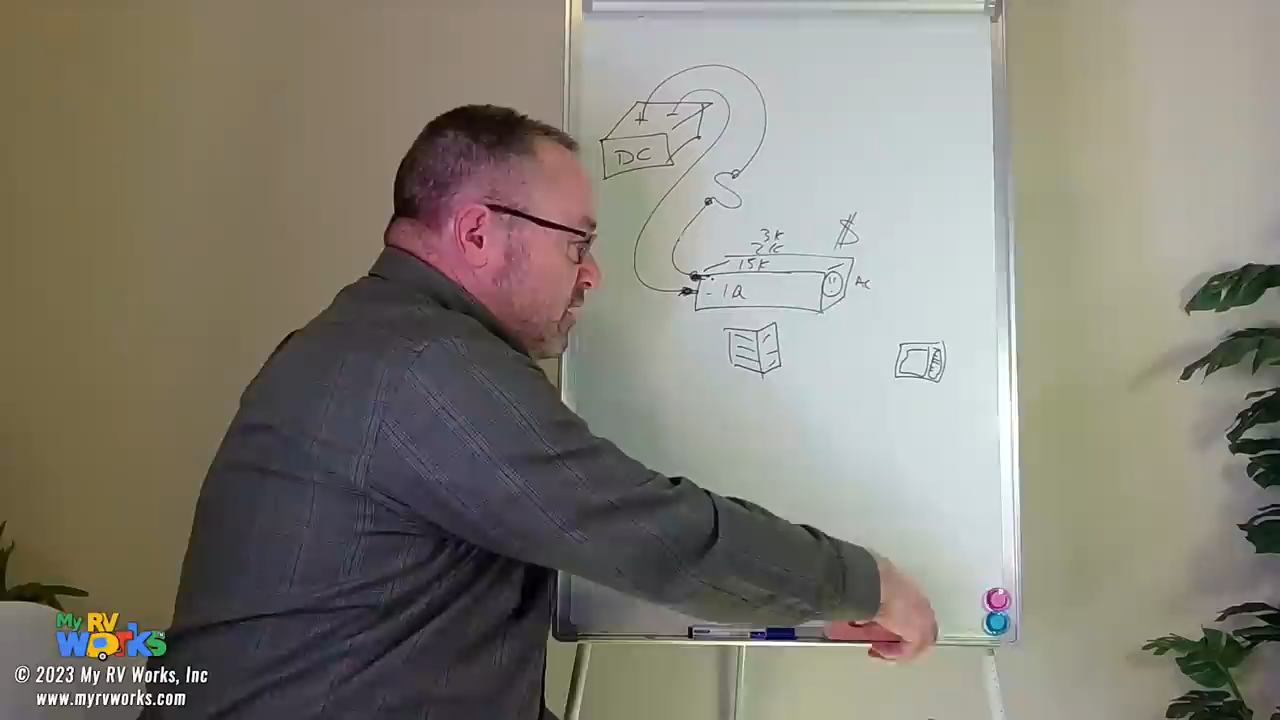 + -
DC
S
3K
2K
15K
$
- 1a
AC
My RV
WORKS
© 2023 My RV Works, Inc
www.myrvworks.com